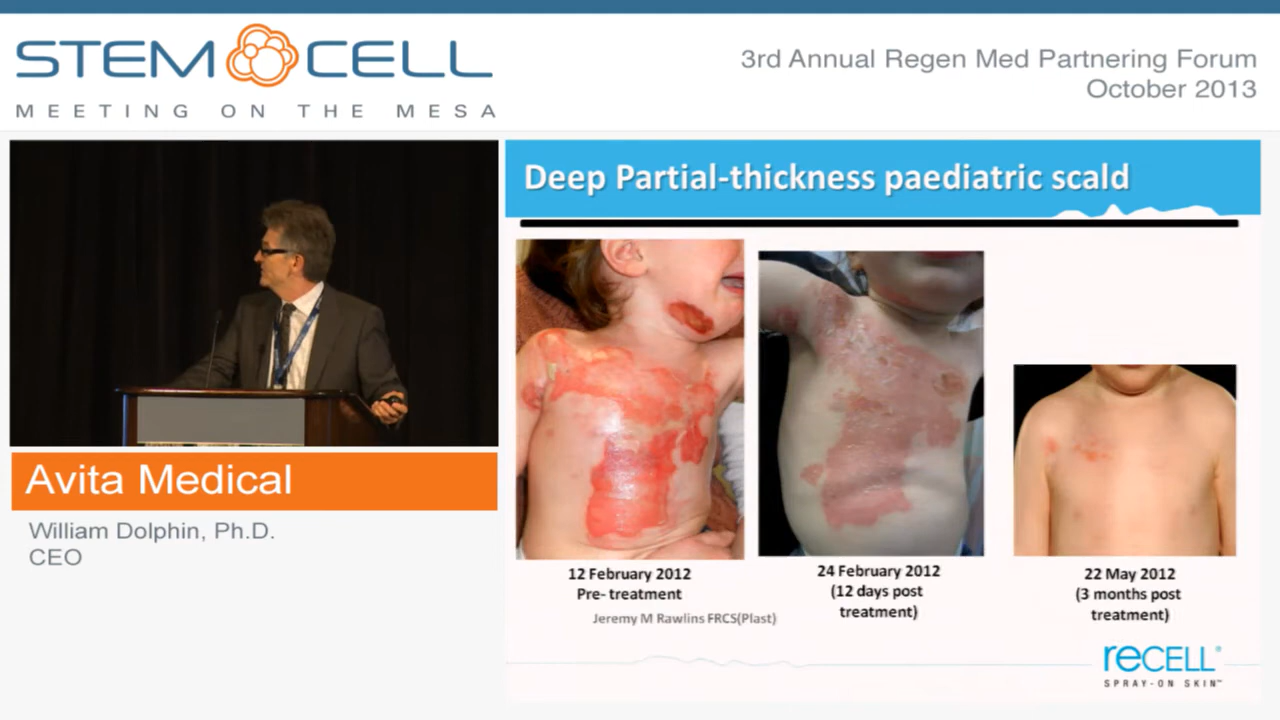 STEM CELL
MEETING ON THE MESA
3rd Annual Regen Med Partnering Forum
October 2013
Deep Partial-thickness paediatric scald
Avita Medical
William Dolphin, Ph.D.
CEO
12 February 2012
Pre- treatment
Jeremy M Rawlins FRCS(Plast)
24 February 2012
(12 days post
treatment)
22 May 2012
(3 months post
treatment)
reCELL®
SPRAY-ON SKIN™